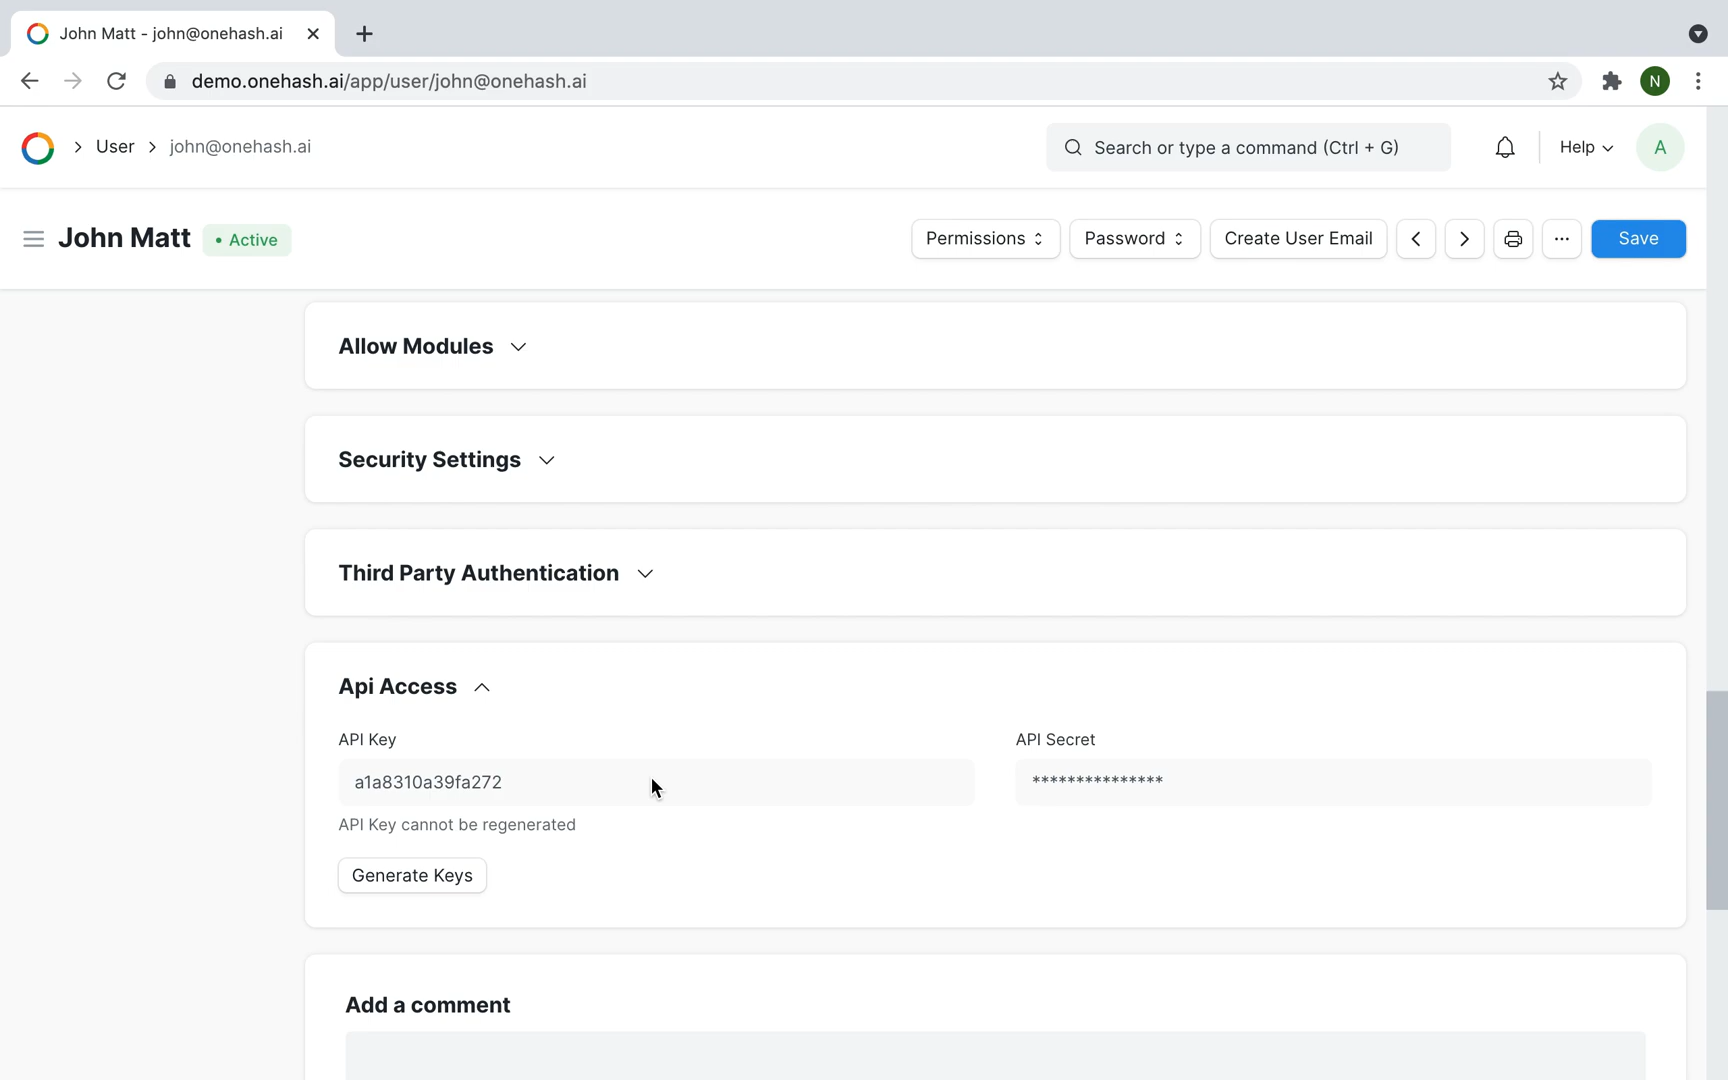 John Matt - john@onehash.ai
demo.onehash.ai/app/user/john@onehash.ai
N
User
john@onehash.ai
Search or type a command (Ctrl + G)
Help
A
John Matt
• Active
Permissions
Password
Create User Email
...
Save
Allow Modules
Security Settings
Third Party Authentication
Api Access
API Key
API Secret
a1a8310a39fa272
***************
API Key cannot be regenerated
Generate Keys
Add a comment